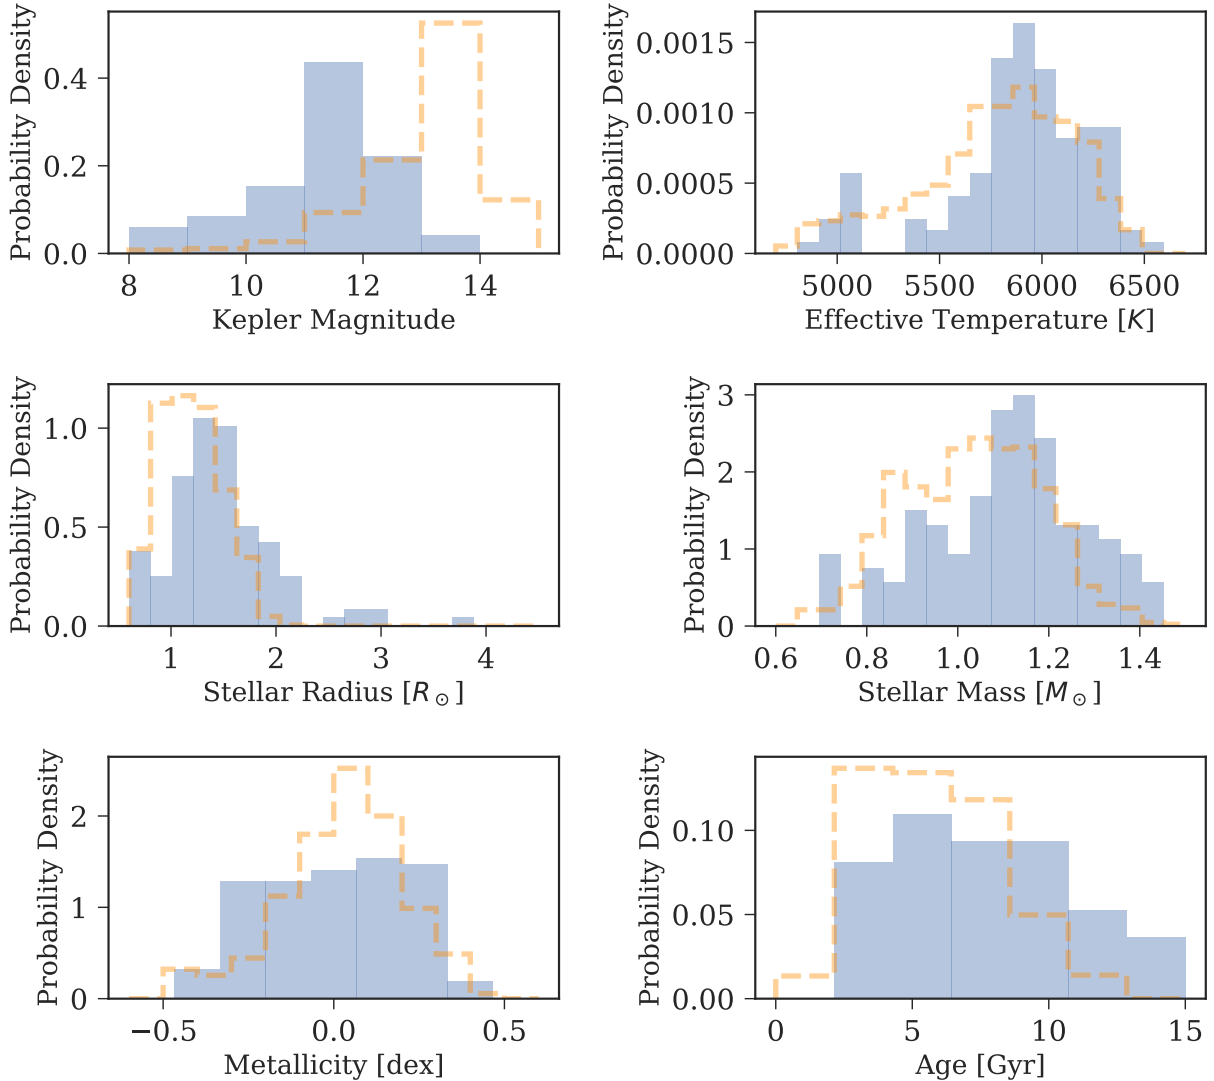 Probability Density
0.4
0.2
0.0
8 10 12 14
Kepler Magnitude
Probability Density
0.0015
0.0010
0.0005
0.0000
5000 5500 6000 6500
Effective Temperature [K]
Probability Density
1.0
0.5
0.0
1 2 3 4
Stellar Radius [R⊙]
Probability Density
3
2
1
0
0.6 0.8 1.0 1.2 1.4
Stellar Mass [M⊙]
Probability Density
2
1
0
−0.5 0.0 0.5
Metallicity [dex]
Probability Density
0.10
0.05
0.00
0 5 10 15
Age [Gyr]